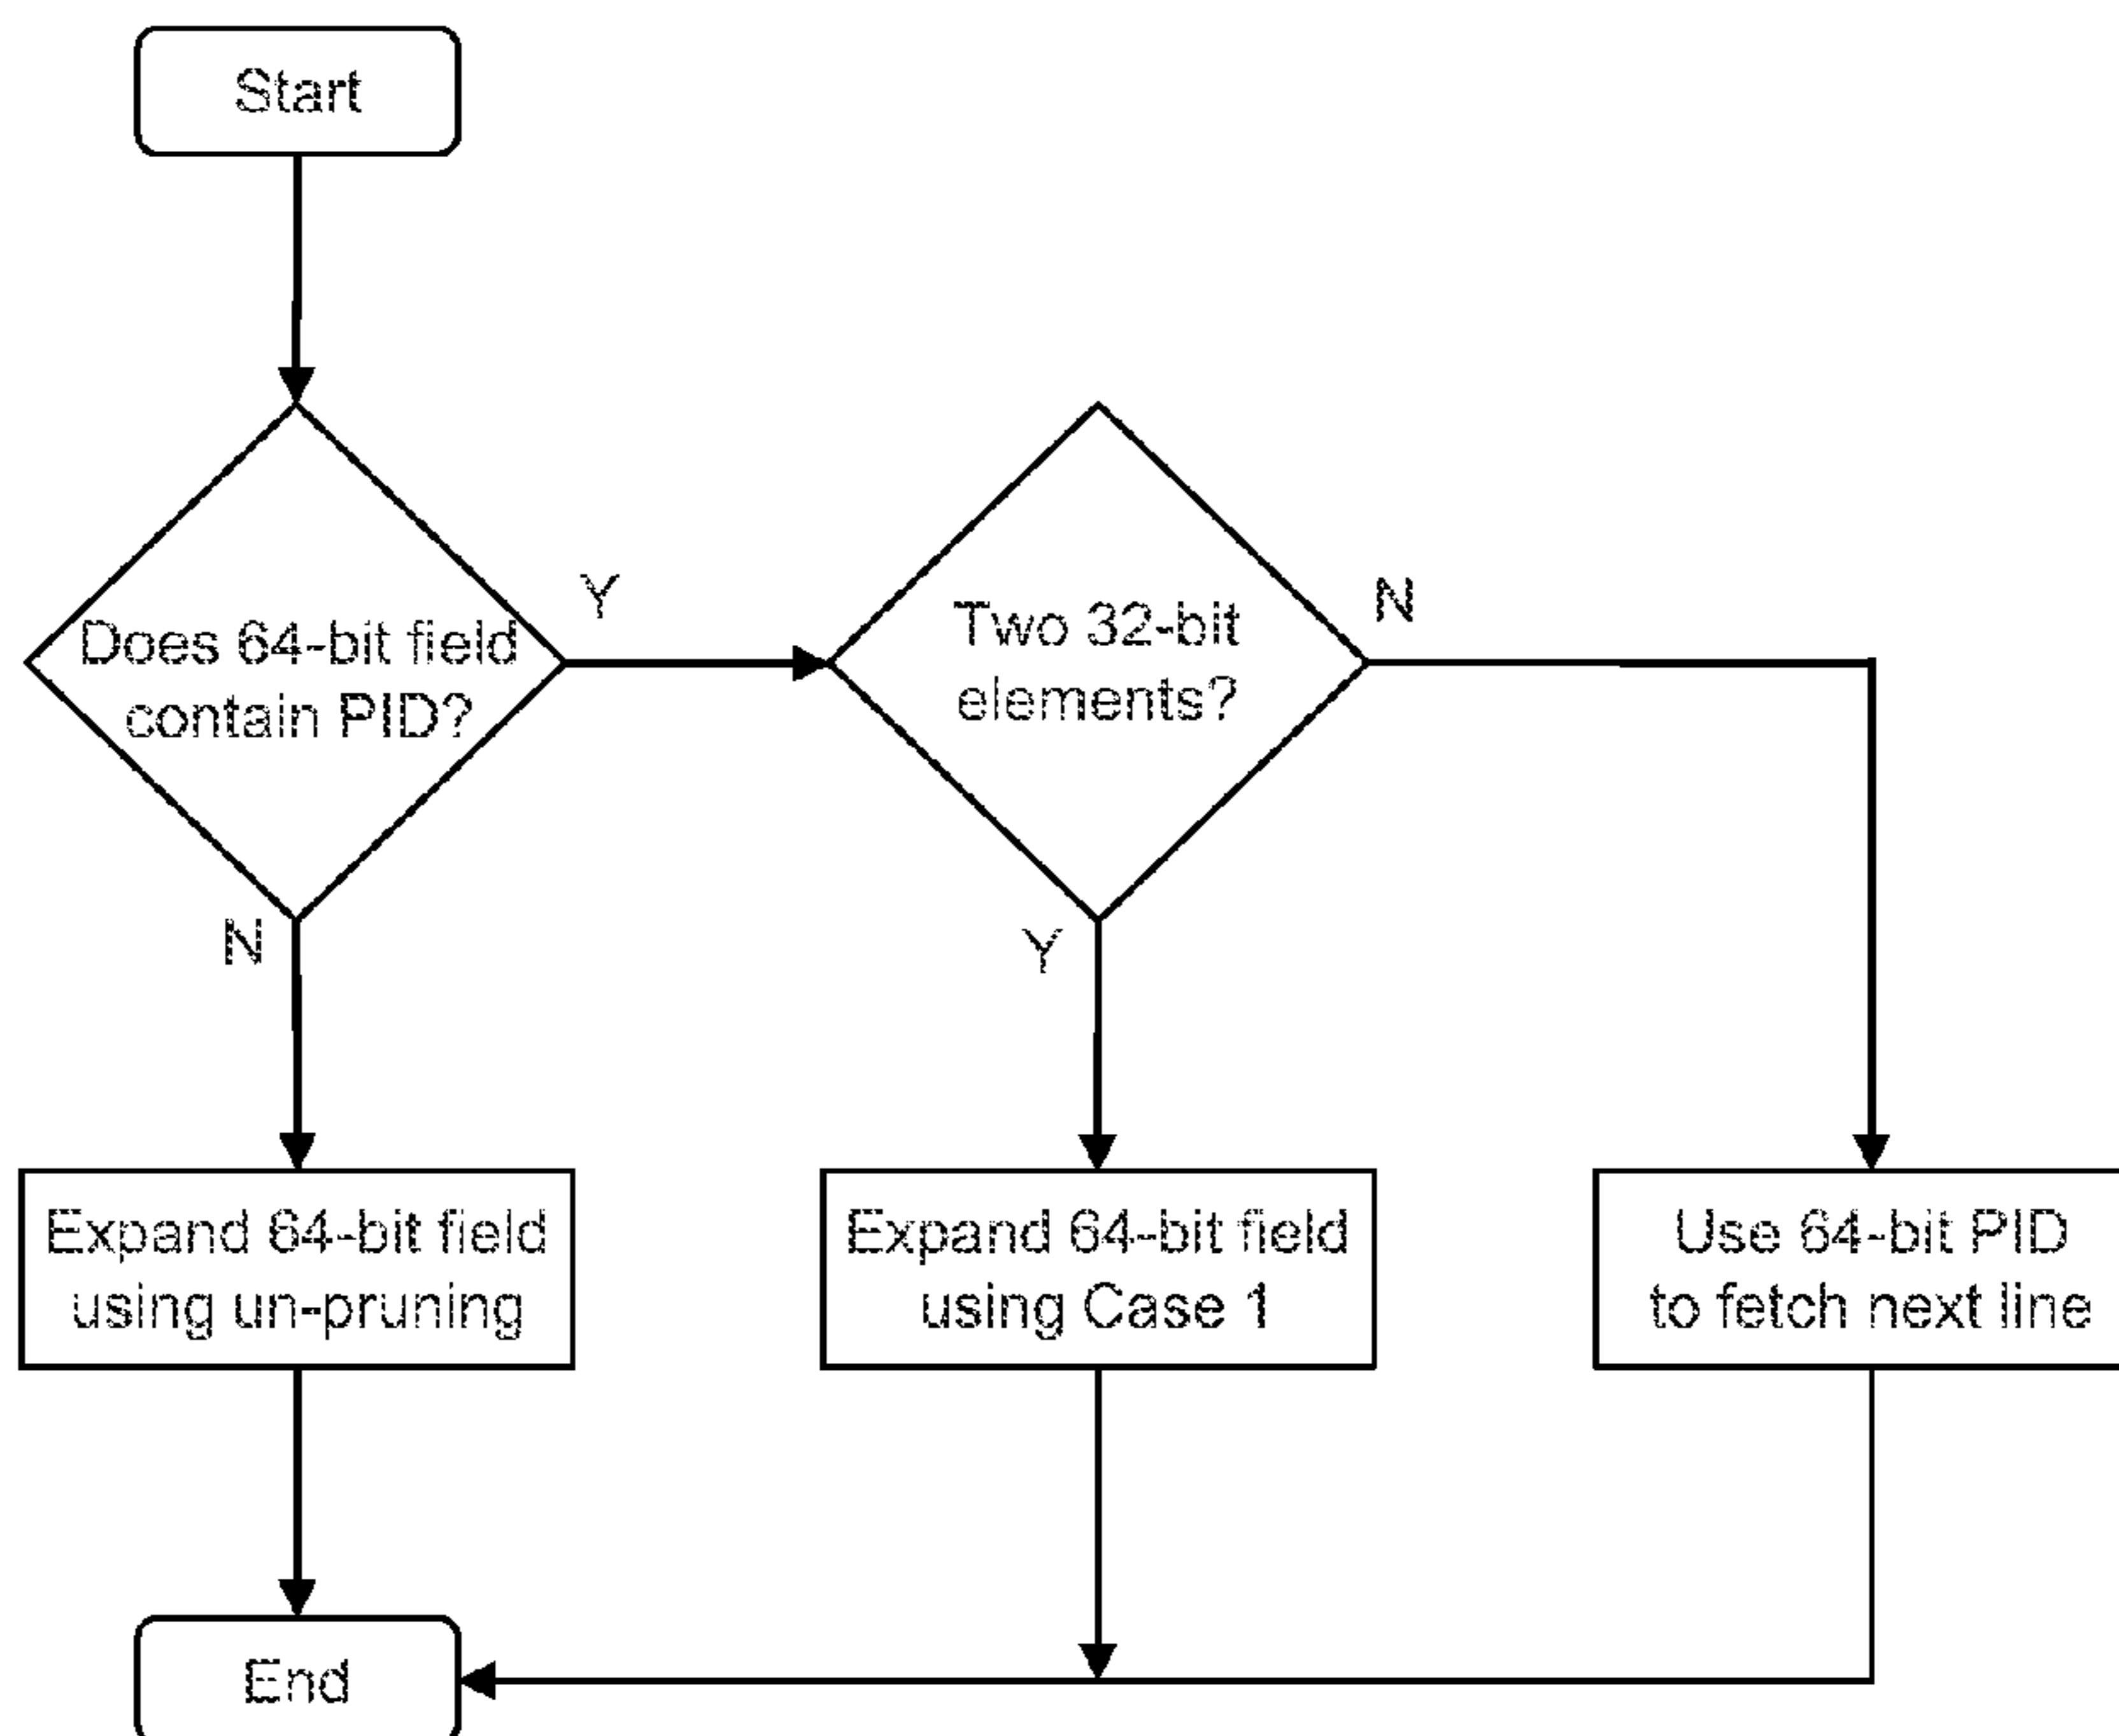 Start
Does 64-bit field
contain PID?
Y
Two 32-bit
elements?
N
N
Y
Expand 64-bit field
using un-pruning
Expand 64-bit field
using Case 1
Use 64-bit PID
to fetch next line
End